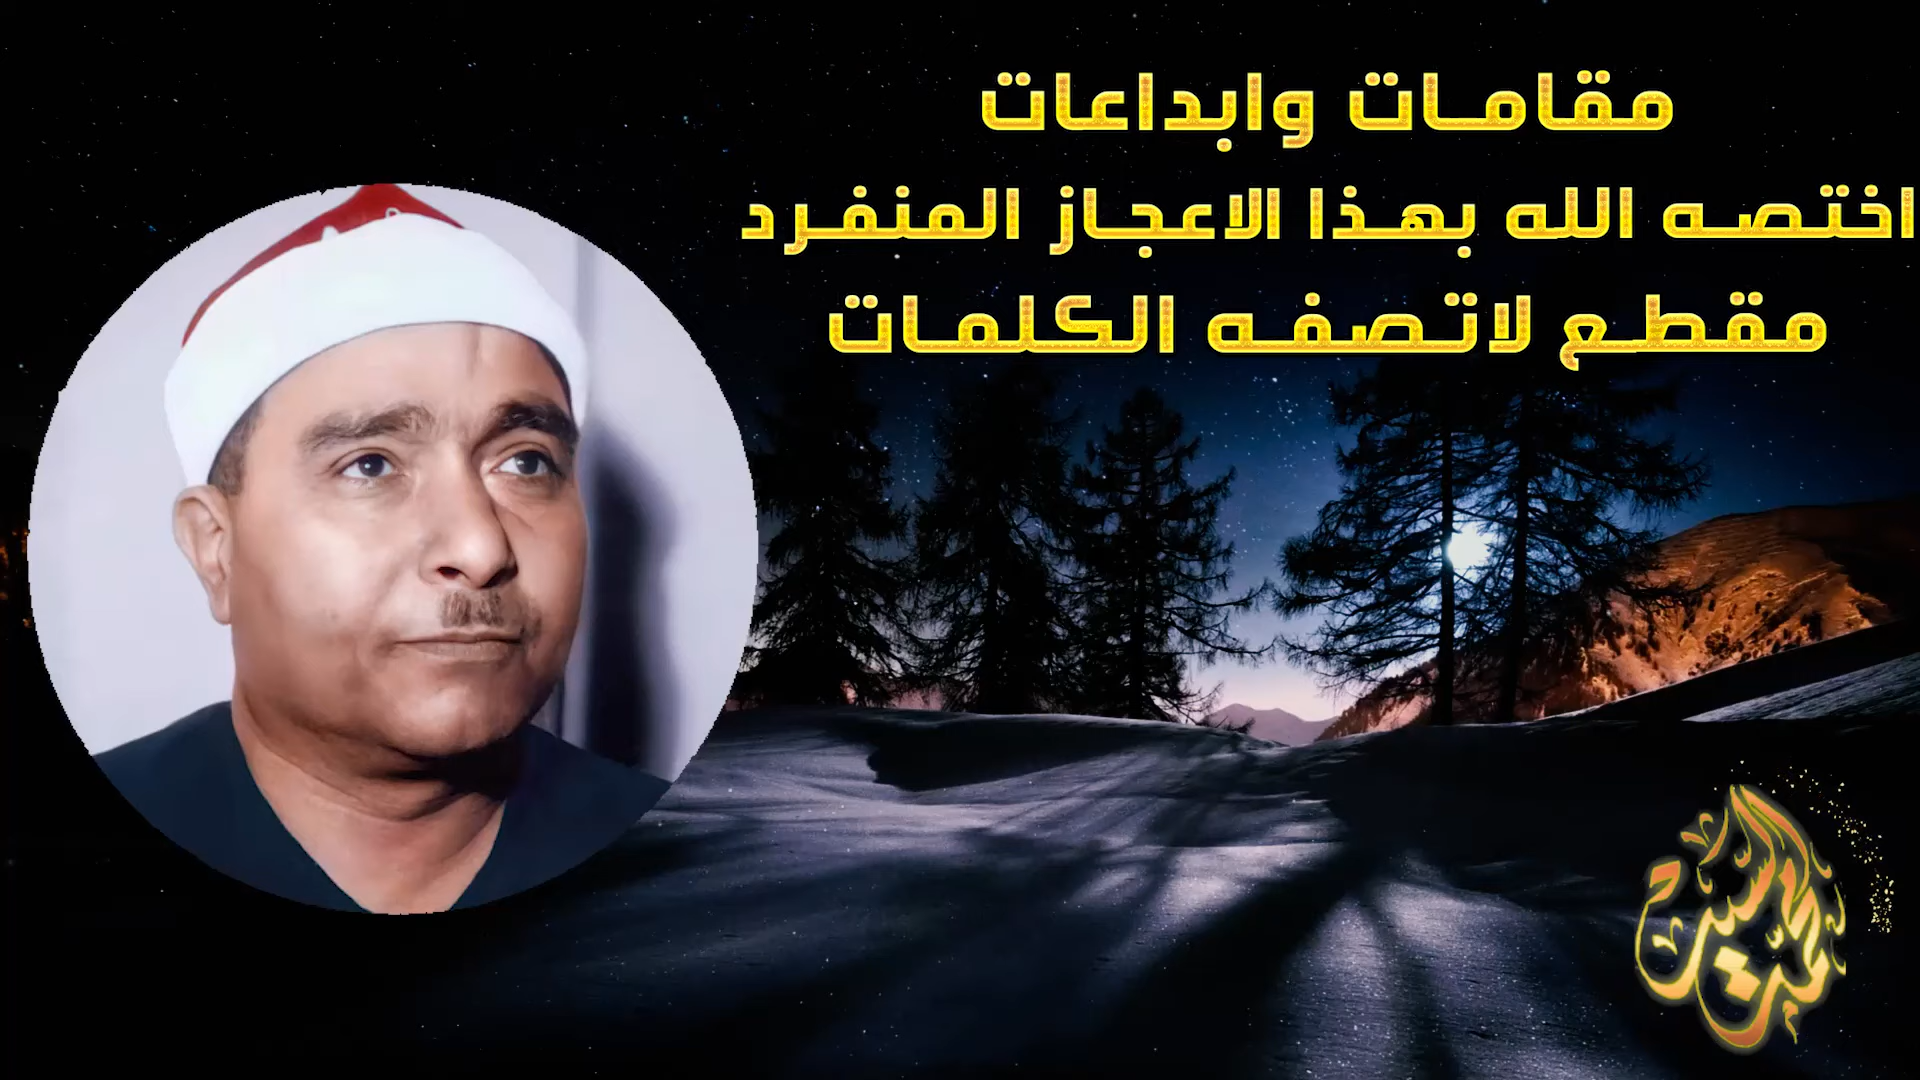 مقامات وابداعات
اختصه الله بهذا الاعجاز المنفرد
مقطع لاتصفه الكلمات